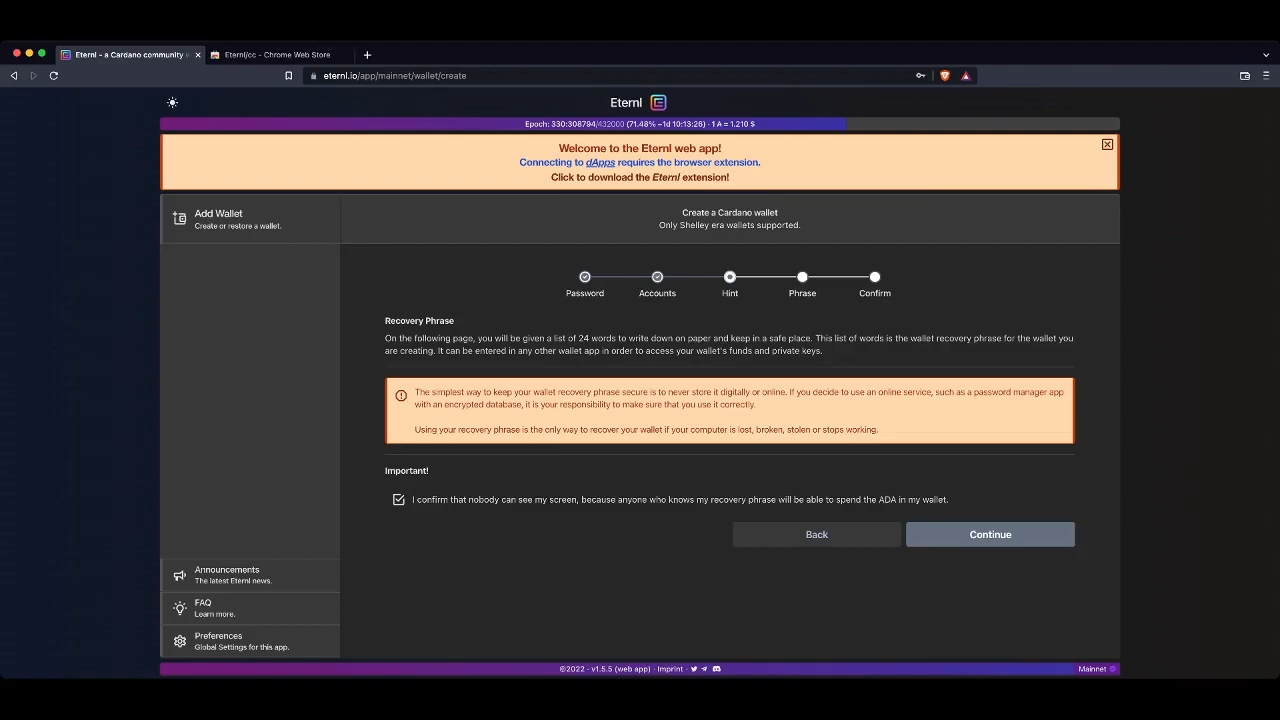 Eternl - a Cardano community w
Eternl/cc - Chrome Web Store
eternl.io/app/mainnet/wallet/create
Eternl
Epoch: 330:308794/432000 (71.48% ~1d 10:13:26) · 1 ₳ = 1.210 $
Welcome to the Eternl web app!
Connecting to dApps requires the browser extension.
Click to download the Eternl extension!
Add Wallet
Create or restore a wallet.
Create a Cardano wallet
Only Shelley era wallets supported.
Password
Accounts
Hint
Phrase
Confirm
Recovery Phrase
On the following page, you will be given a list of 24 words to write down on paper and keep in a safe place. This list of words is the wallet recovery phrase for the wallet you
are creating. It can be entered in any other wallet app in order to access your wallet's funds and private keys.
The simplest way to keep your wallet recovery phrase secure is to never store it digitally or online. If you decide to use an online service, such as a password manager app
with an encrypted database, it is your responsibility to make sure that you use it correctly.
Using your recovery phrase is the only way to recover your wallet if your computer is lost, broken, stolen or stops working.
Important!
I confirm that nobody can see my screen, because anyone who knows my recovery phrase will be able to spend the ADA in my wallet.
Back
Continue
Announcements
The latest Eternl news.
FAQ
Learn more.
Preferences
Global Settings for this app.
©2022 · v1.5.5 (web app) · Imprint ·
Mainnet